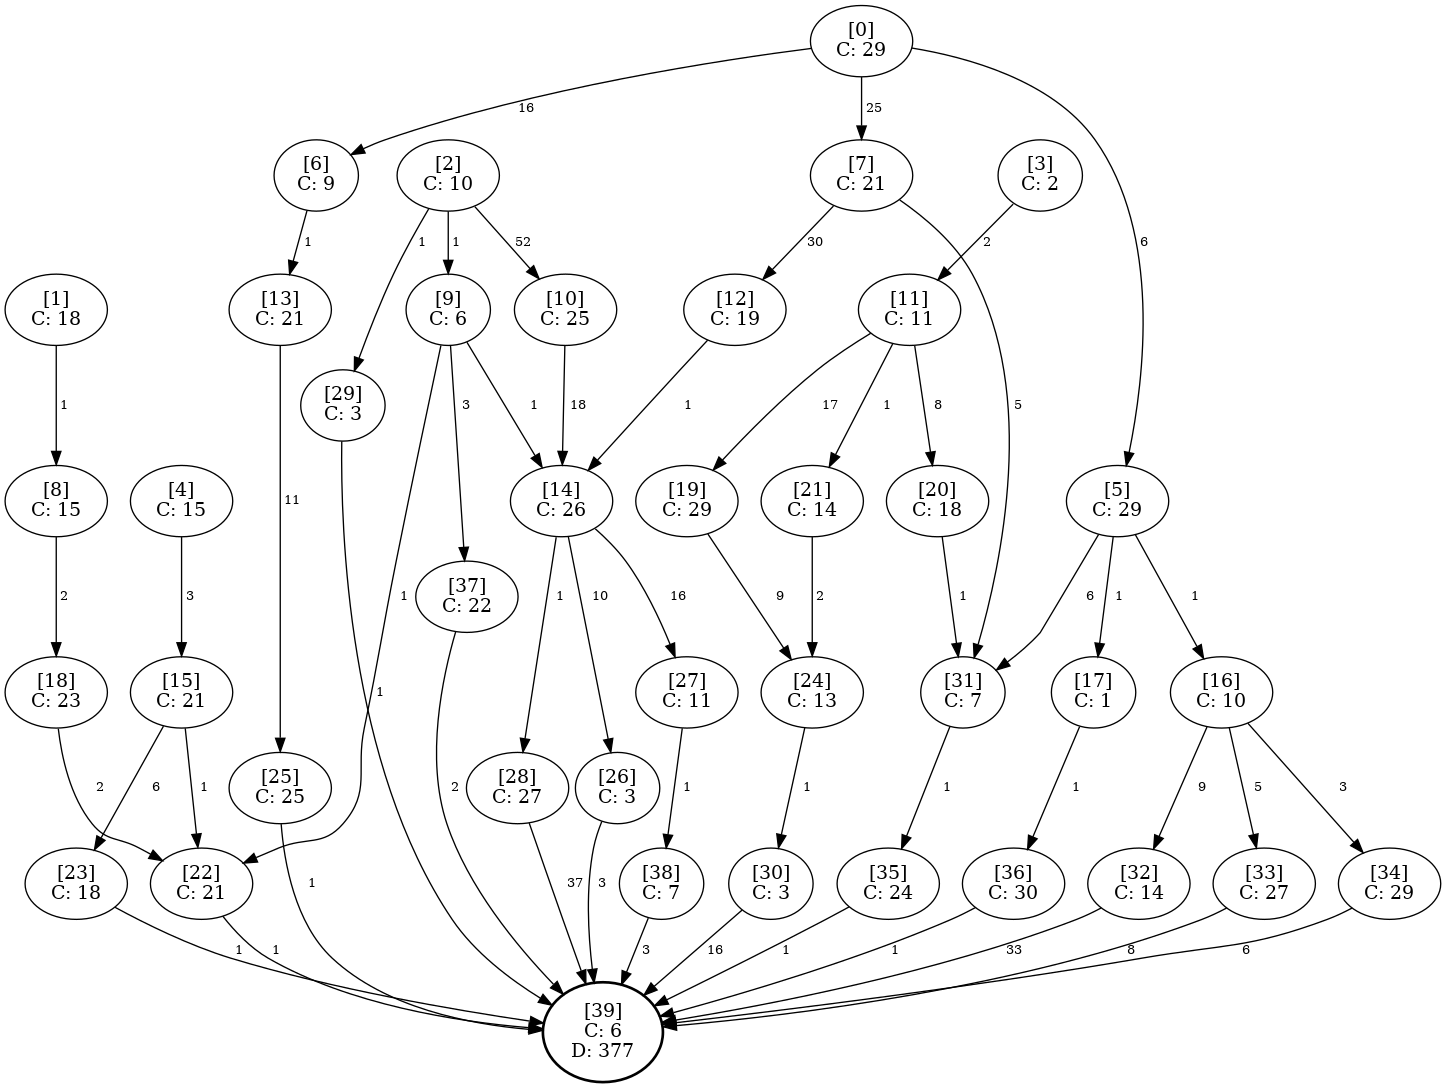 [0]
C: 29
16
25
[6]
C: 9
[2]
C: 10
[7]
C: 21
[3]
C: 2
1
1
1
52
30
2
6
[1]
C: 18
[13]
C: 21
[9]
C: 6
[10]
C: 25
[12]
C: 19
[11]
C: 11
[29]
C: 3
1
3
1
18
1
17
1
8
5
[8]
C: 15
[4]
C: 15
11
[14]
C: 26
[19]
C: 29
[21]
C: 14
[20]
C: 18
[5]
C: 29
2
3
1
[37]
C: 22
1
10
16
9
2
1
6
1
1
[18]
C: 23
[15]
C: 21
1
[27]
C: 11
[24]
C: 13
[31]
C: 7
[17]
C: 1
[16]
C: 10
2
6
1
[25]
C: 25
2
[28]
C: 27
[26]
C: 3
1
1
1
1
9
5
3
[23]
C: 18
[22]
C: 21
1
37
3
[38]
C: 7
[30]
C: 3
[35]
C: 24
[36]
C: 30
[32]
C: 14
[33]
C: 27
[34]
C: 29
1
1
3
16
1
1
33
8
6
[39]
C: 6
D: 377